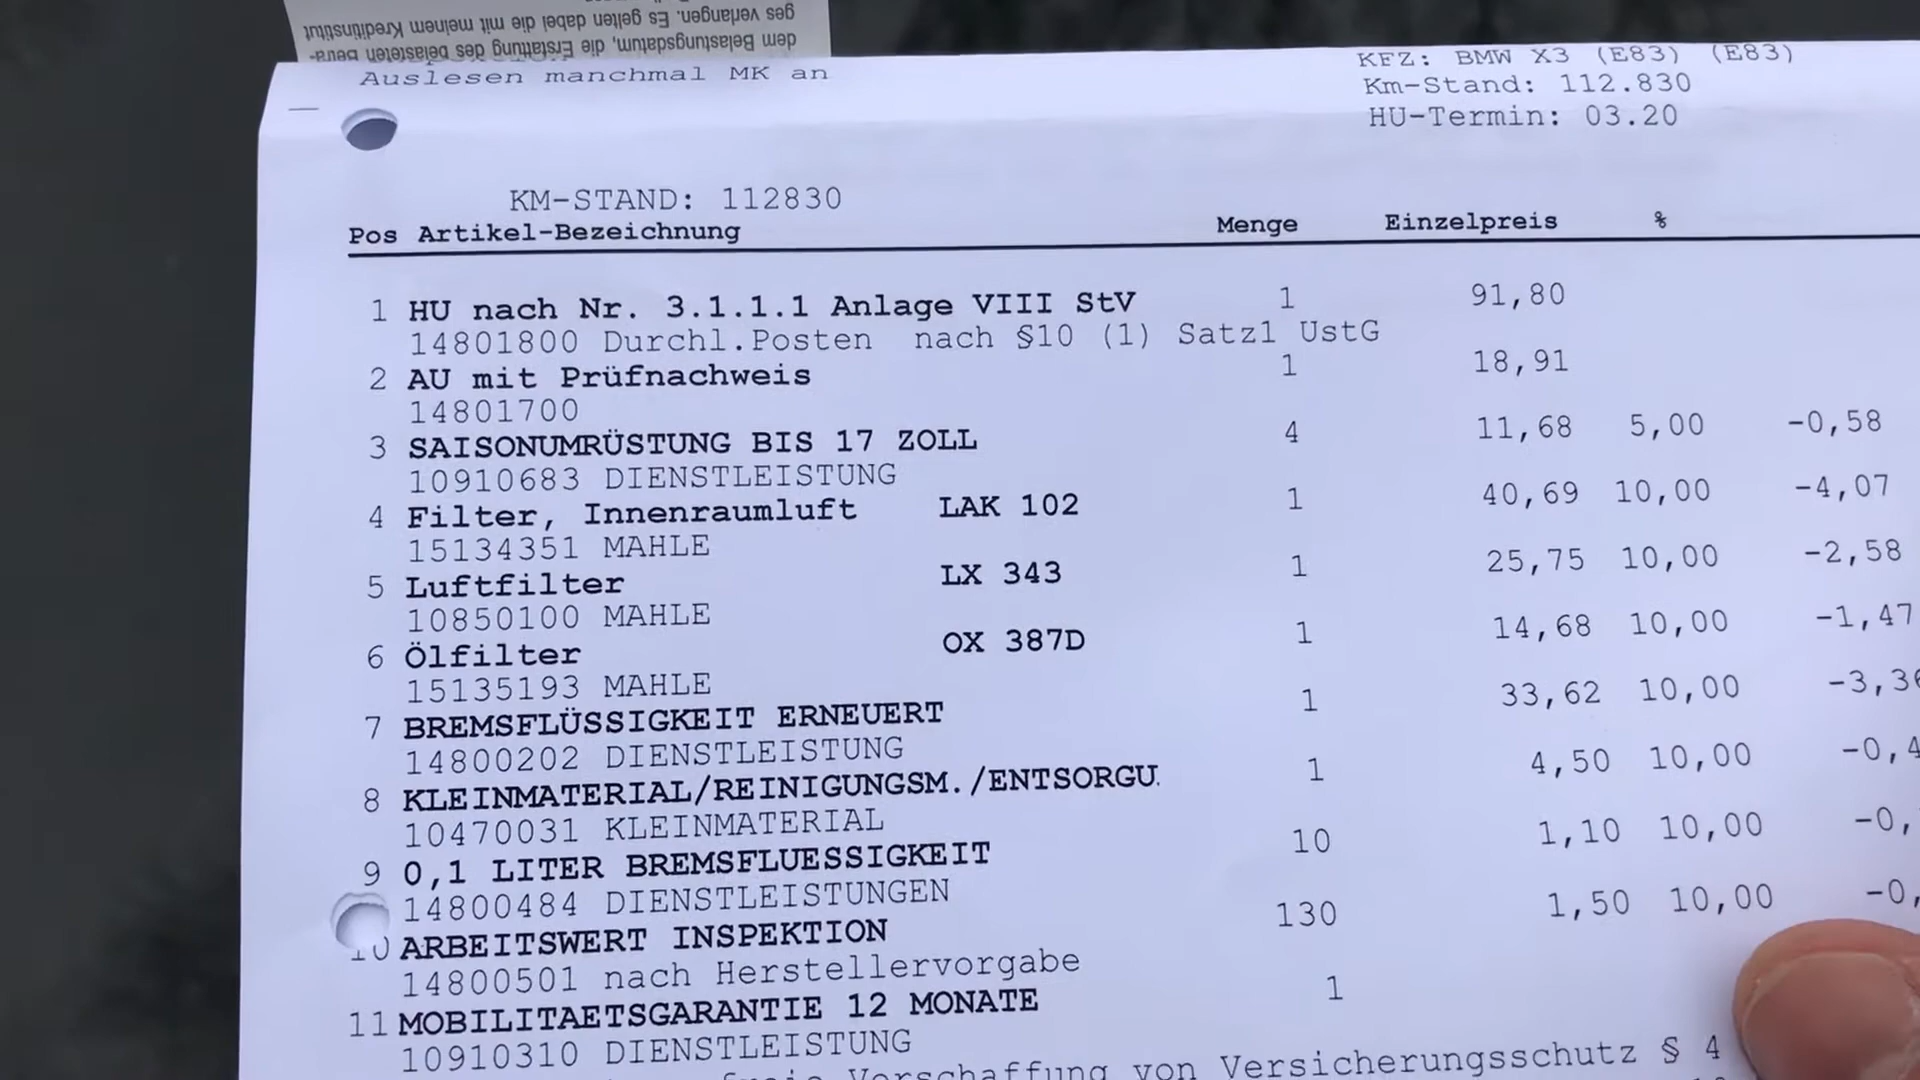 dem Belastungsdatum, die Erstattung des belasteten Betra-
ges verlangen. Es gelten dabei die mit meinem Kreditinstitut
Auslesen manchmal MK an
KFZ: BMW X3 (E83) (E83)
Km-Stand: 112.830
HU-Termin: 03.20
KM-STAND: 112830
Pos Artikel-Bezeichnung Menge Einzelpreis %
1 HU nach Nr. 3.1.1.1 Anlage VIII StV 1 91,80
14801800 Durchl.Posten nach §10 (1) Satz1 UstG
2 AU mit Prüfnachweis 1 18,91
14801700
3 SAISONUMRÜSTUNG BIS 17 ZOLL 4 11,68 5,00 -0,58
10910683 DIENSTLEISTUNG
4 Filter, Innenraumluft LAK 102 1 40,69 10,00 -4,07
15134351 MAHLE
5 Luftfilter LX 343 1 25,75 10,00 -2,58
10850100 MAHLE
6 Ölfilter OX 387D 1 14,68 10,00 -1,47
15135193 MAHLE
7 BREMSFLÜSSIGKEIT ERNEUERT 1 33,62 10,00 -3,36
14800202 DIENSTLEISTUNG
8 KLEINMATERIAL/REINIGUNGSM./ENTSORGU. 1 4,50 10,00 -0,4
10470031 KLEINMATERIAL
9 0,1 LITER BREMSFLUESSIGKEIT 10 1,10 10,00 -0,
14800484 DIENSTLEISTUNGEN
10 ARBEITSWERT INSPEKTION 130 1,50 10,00 -0,
14800501 nach Herstellervorgabe
11 MOBILITAETSGARANTIE 12 MONATE 1
10910310 DIENSTLEISTUNG
Vorschaffung von Versicherungsschutz § 4